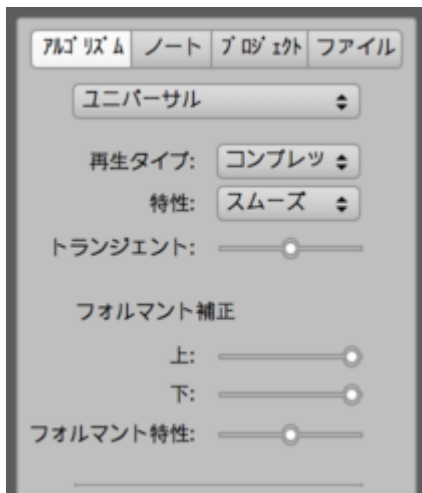 ｱﾙｺﾞﾘｽﾞﾑ ノート ﾌﾟﾛｼﾞｪｸﾄ ファイル
ユニバーサル
再生タイプ: コンプレッ
特性: スムーズ
トランジェント:
フォルマント補正
上:
下:
フォルマント特性: